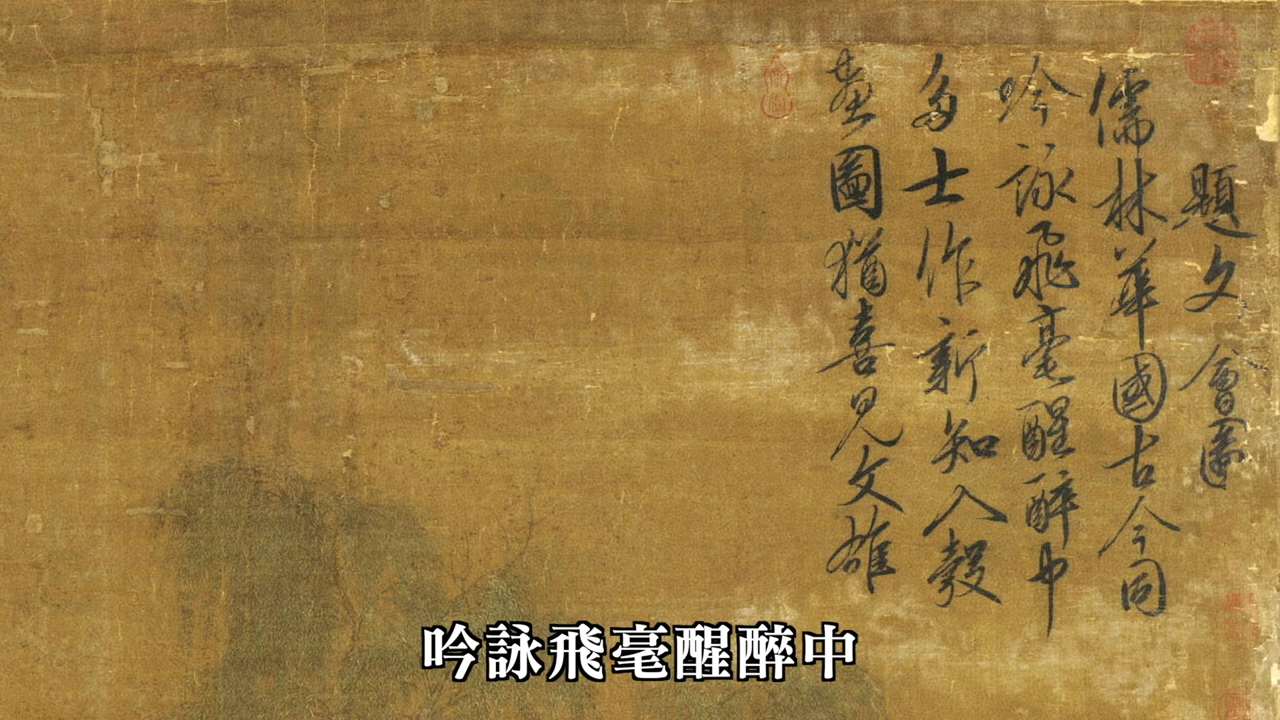 題文會圖
儒林華國古今同
吟詠飛毫醒醉中
多士作新知入彀
畫圖猶喜見文雄
吟詠飛毫醒醉中